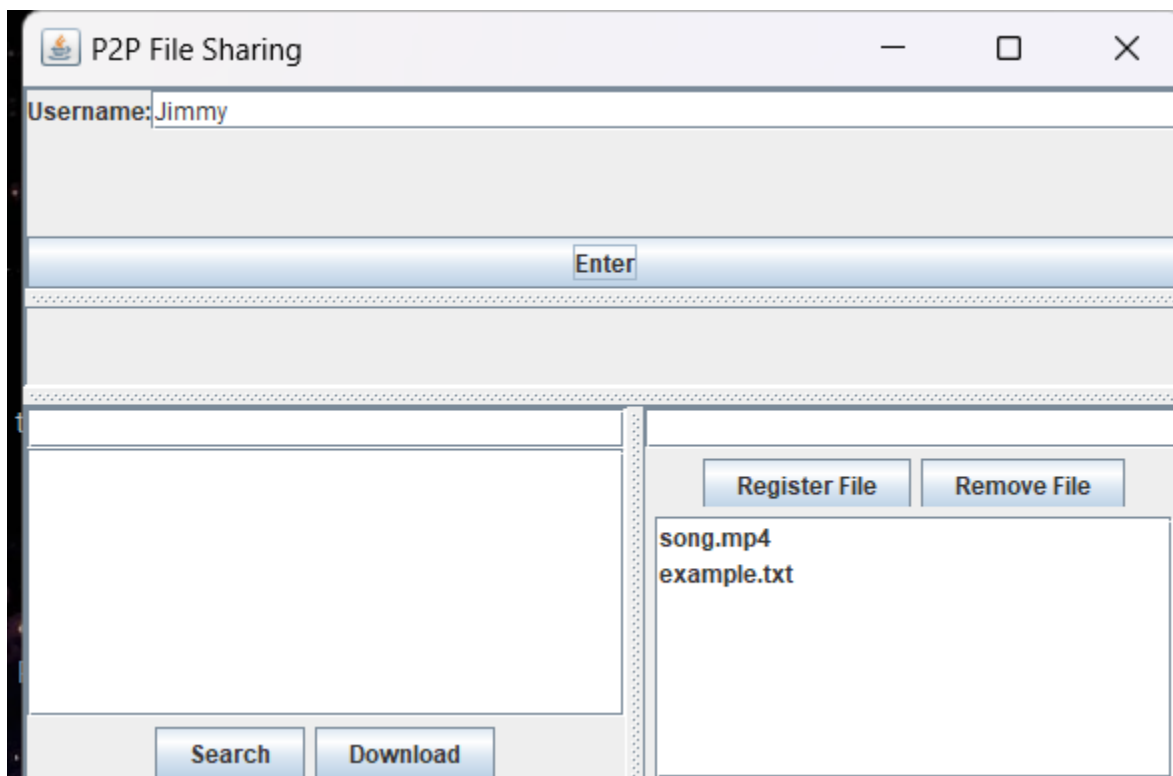 P2P File Sharing
Username: Jimmy
Enter
Register File Remove File
song.mp4
example.txt
Search Download